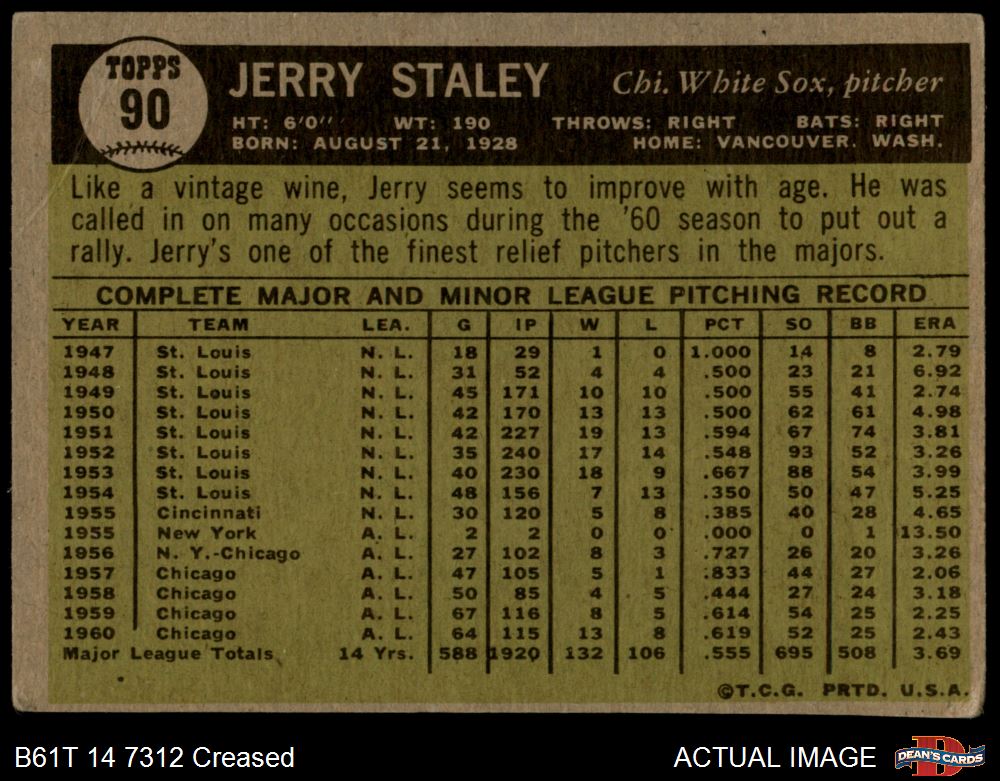 TOPPS
90
JERRY STALEY Chi. White Sox, pitcher
HT: 6'0" WT: 190 THROWS: RIGHT BATS: RIGHT
BORN: AUGUST 21, 1928 HOME: VANCOUVER, WASH.
Like a vintage wine, Jerry seems to improve with age. He was
called in on many occasions during the '60 season to put out a
rally. Jerry's one of the finest relief pitchers in the majors.
COMPLETE MAJOR AND MINOR LEAGUE PITCHING RECORD
YEAR TEAM LEA. G IP W L PCT SO BB ERA
1947 St. Louis N. L. 18 29 1 0 1.000 14 8 2.79
1948 St. Louis N. L. 31 52 4 4 .500 23 21 6.92
1949 St. Louis N. L. 45 171 10 10 .500 55 41 2.74
1950 St. Louis N. L. 42 170 13 13 .500 62 61 4.98
1951 St. Louis N. L. 42 227 19 13 .594 67 74 3.81
1952 St. Louis N. L. 35 240 17 14 .548 93 52 3.26
1953 St. Louis N. L. 40 230 18 9 .667 88 54 3.99
1954 St. Louis N. L. 48 156 7 13 .350 50 47 5.25
1955 Cincinnati N. L. 30 120 5 8 .385 40 28 4.65
1955 New York A. L. 2 2 0 0 .000 0 1 13.50
1956 N. Y.-Chicago A. L. 27 102 8 3 .727 26 20 3.26
1957 Chicago A. L. 47 105 5 1 .833 44 27 2.06
1958 Chicago A. L. 50 85 4 5 .444 27 24 3.18
1959 Chicago A. L. 67 116 8 5 .614 54 25 2.25
1960 Chicago A. L. 64 115 13 8 .619 52 25 2.43
Major League Totals 14 Yrs. 588 1920 132 106 .555 695 508 3.69
©T.C.G. PRTD. U.S.A.
B61T 14 7312 Creased ACTUAL IMAGE DEAN'S CARDS